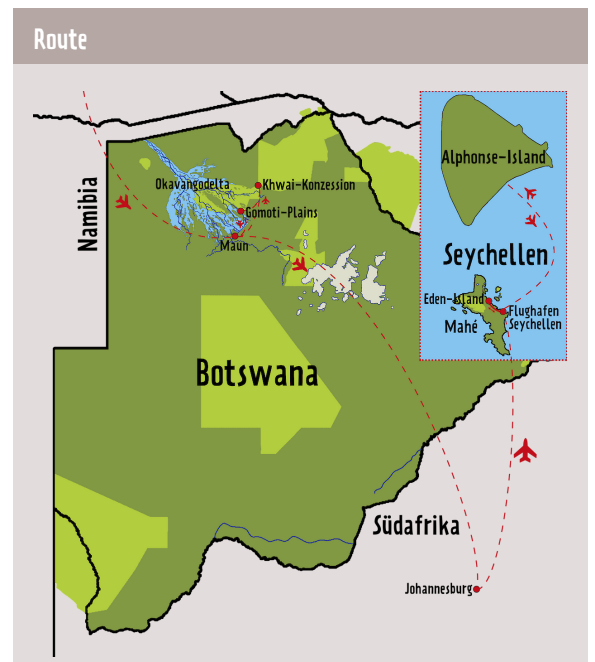 Route
Namibia
Okavangodelta
Khwai-Konzession
Gomoti-Plains
Maun
Botswana
Südafrika
Johannesburg
Alphonse-Island
Seychellen
Eden-Island
Flughafen
Seychellen
Mahé